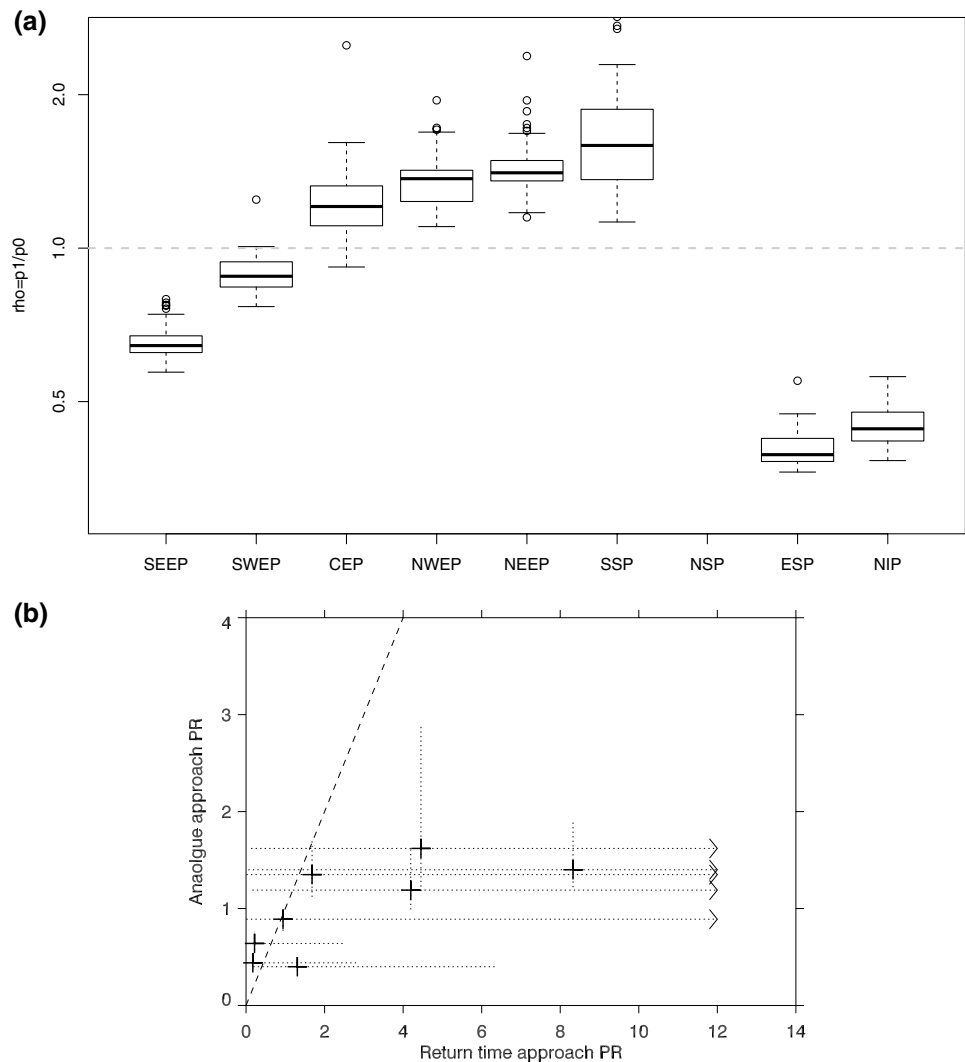 (a)
2.0
1.0
0.5
rho=p1/p0
SEEP SWEP CEP NWEP NEEP SSP NSP ESP NIP
(b)
4
3
2
1
0
Anaolgue approach PR
0 2 4 6 8 10 12 14
Return time approach PR